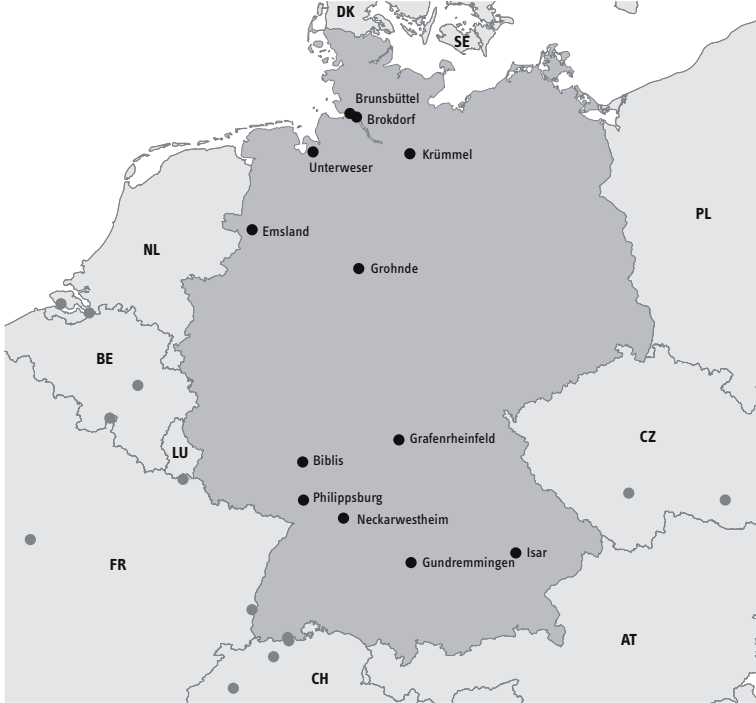 DK
SE
Brunsbüttel
Brokdorf
Krümmel
Unterweser
PL
Emsland
NL
Grohnde
BE
Grafenrheinfeld
CZ
LU
Biblis
Philippsburg
Neckarwestheim
Isar
Gundremmingen
FR
AT
CH